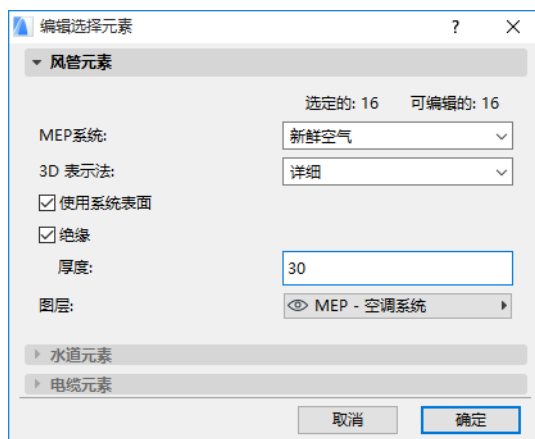 编辑选择元素 ?
风管元素
选定的: 16 可编辑的: 16
MEP系统: 新鲜空气
3D 表示法: 详细
使用系统表面
绝缘
厚度: 30
图层: MEP - 空调系统
水道元素
电缆元素
取消 确定